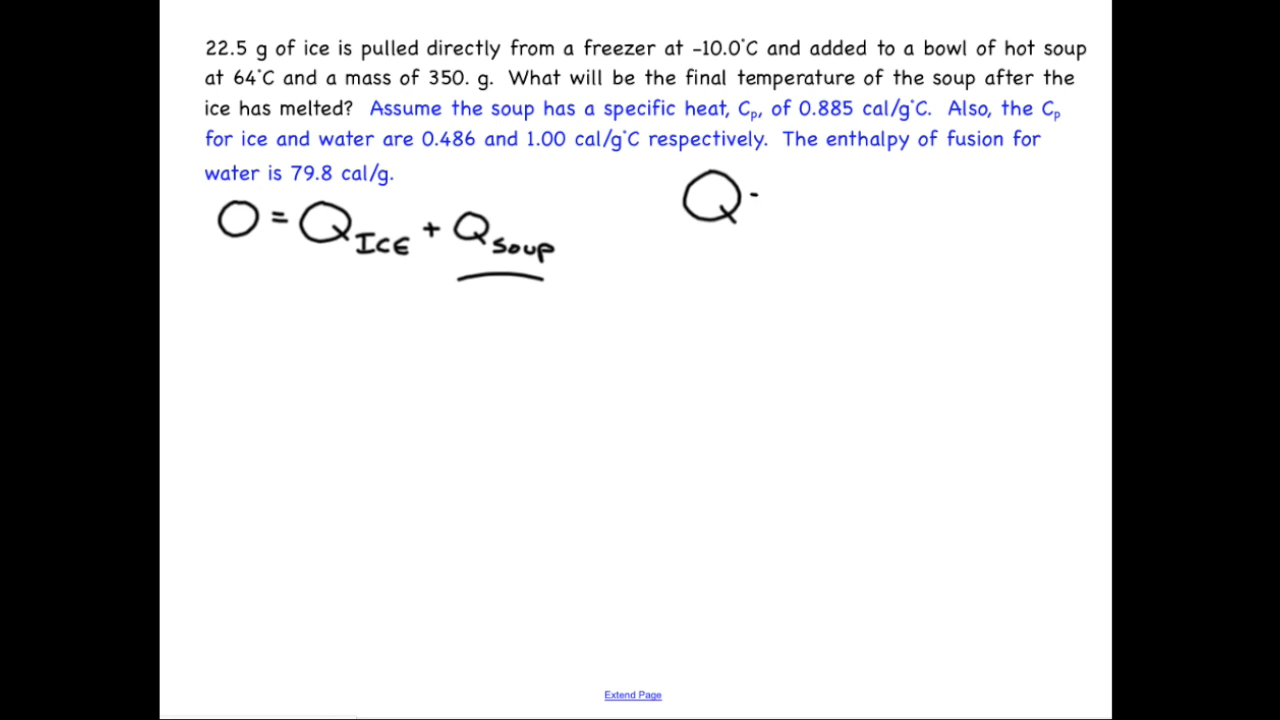 22.5 g of ice is pulled directly from a freezer at -10.0˚C and added to a bowl of hot soup
at 64˚C and a mass of 350. g. What will be the final temperature of the soup after the
ice has melted? Assume the soup has a specific heat, Cₚ, of 0.885 cal/g˚C. Also, the Cₚ
for ice and water are 0.486 and 1.00 cal/g˚C respectively. The enthalpy of fusion for
water is 79.8 cal/g.
Q -
O = Q ICE + Q soup
Extend Page